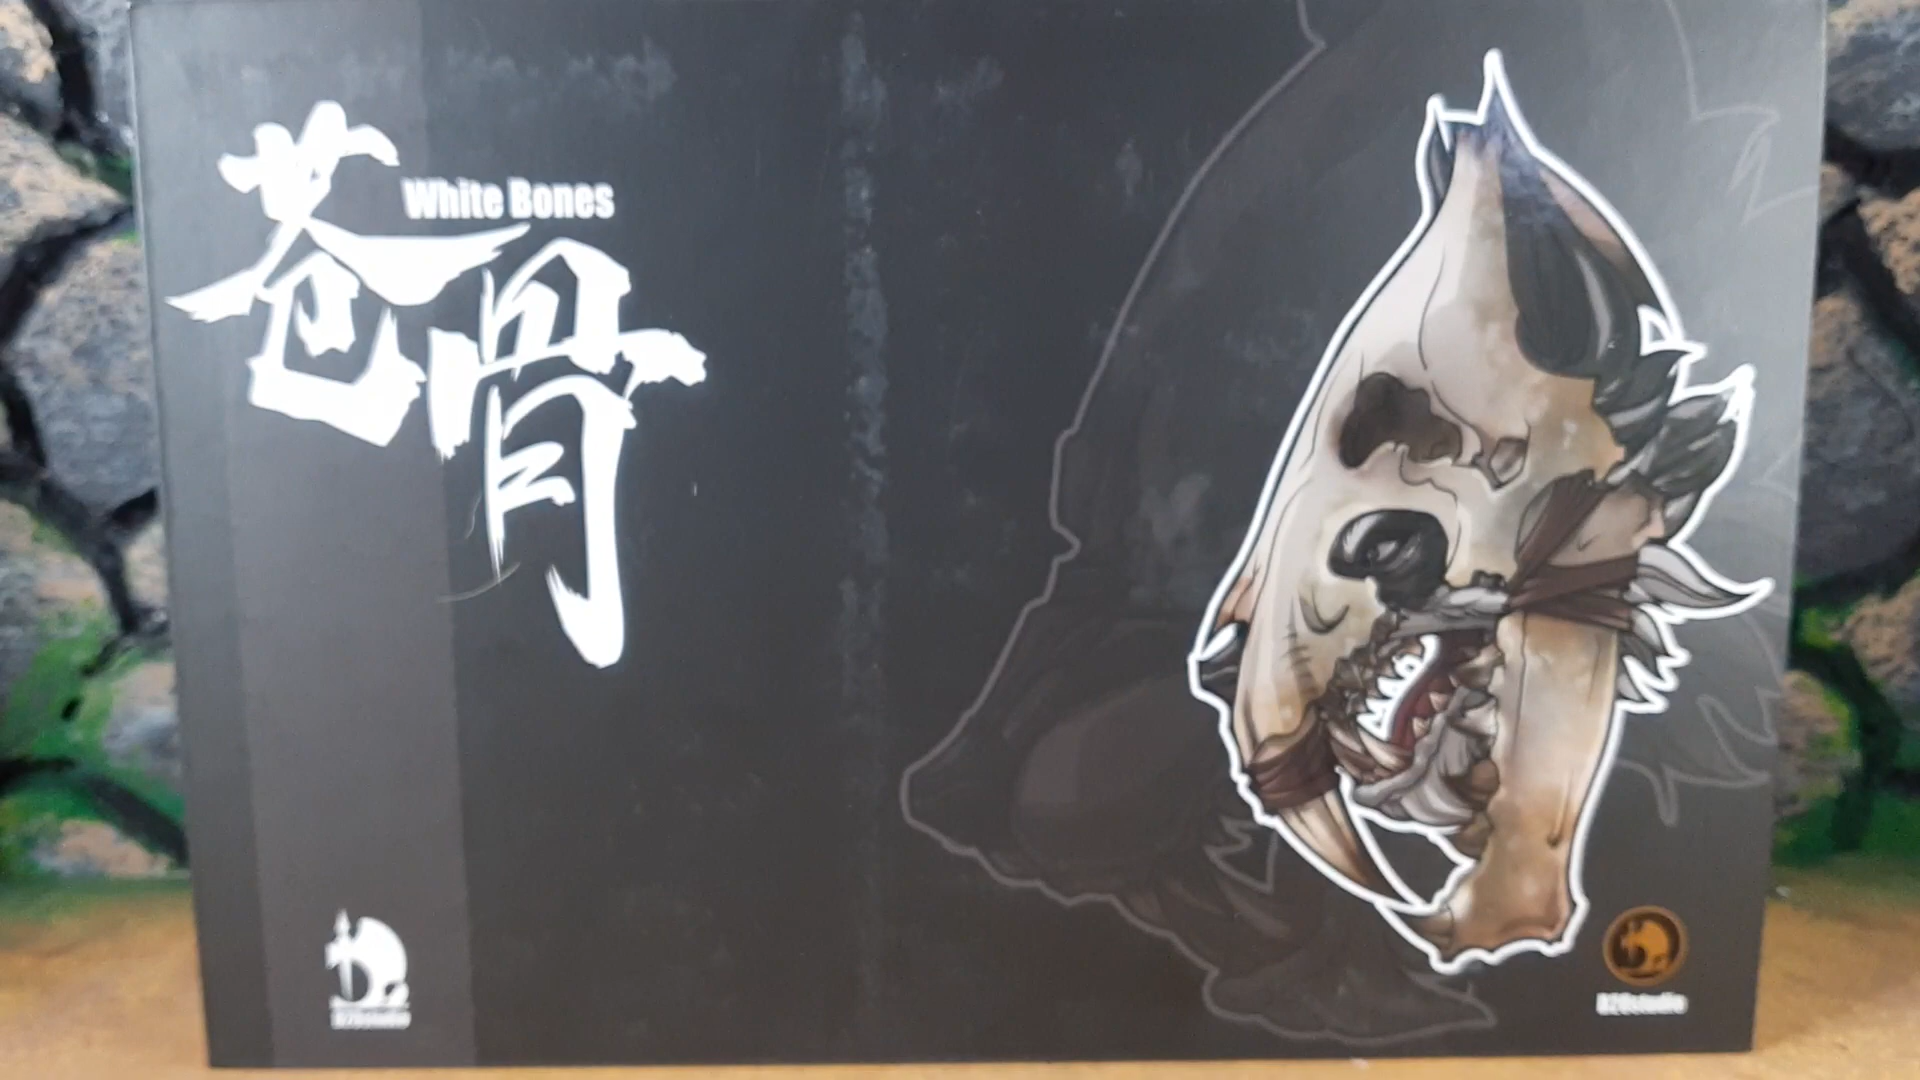 苍骨
White Bones